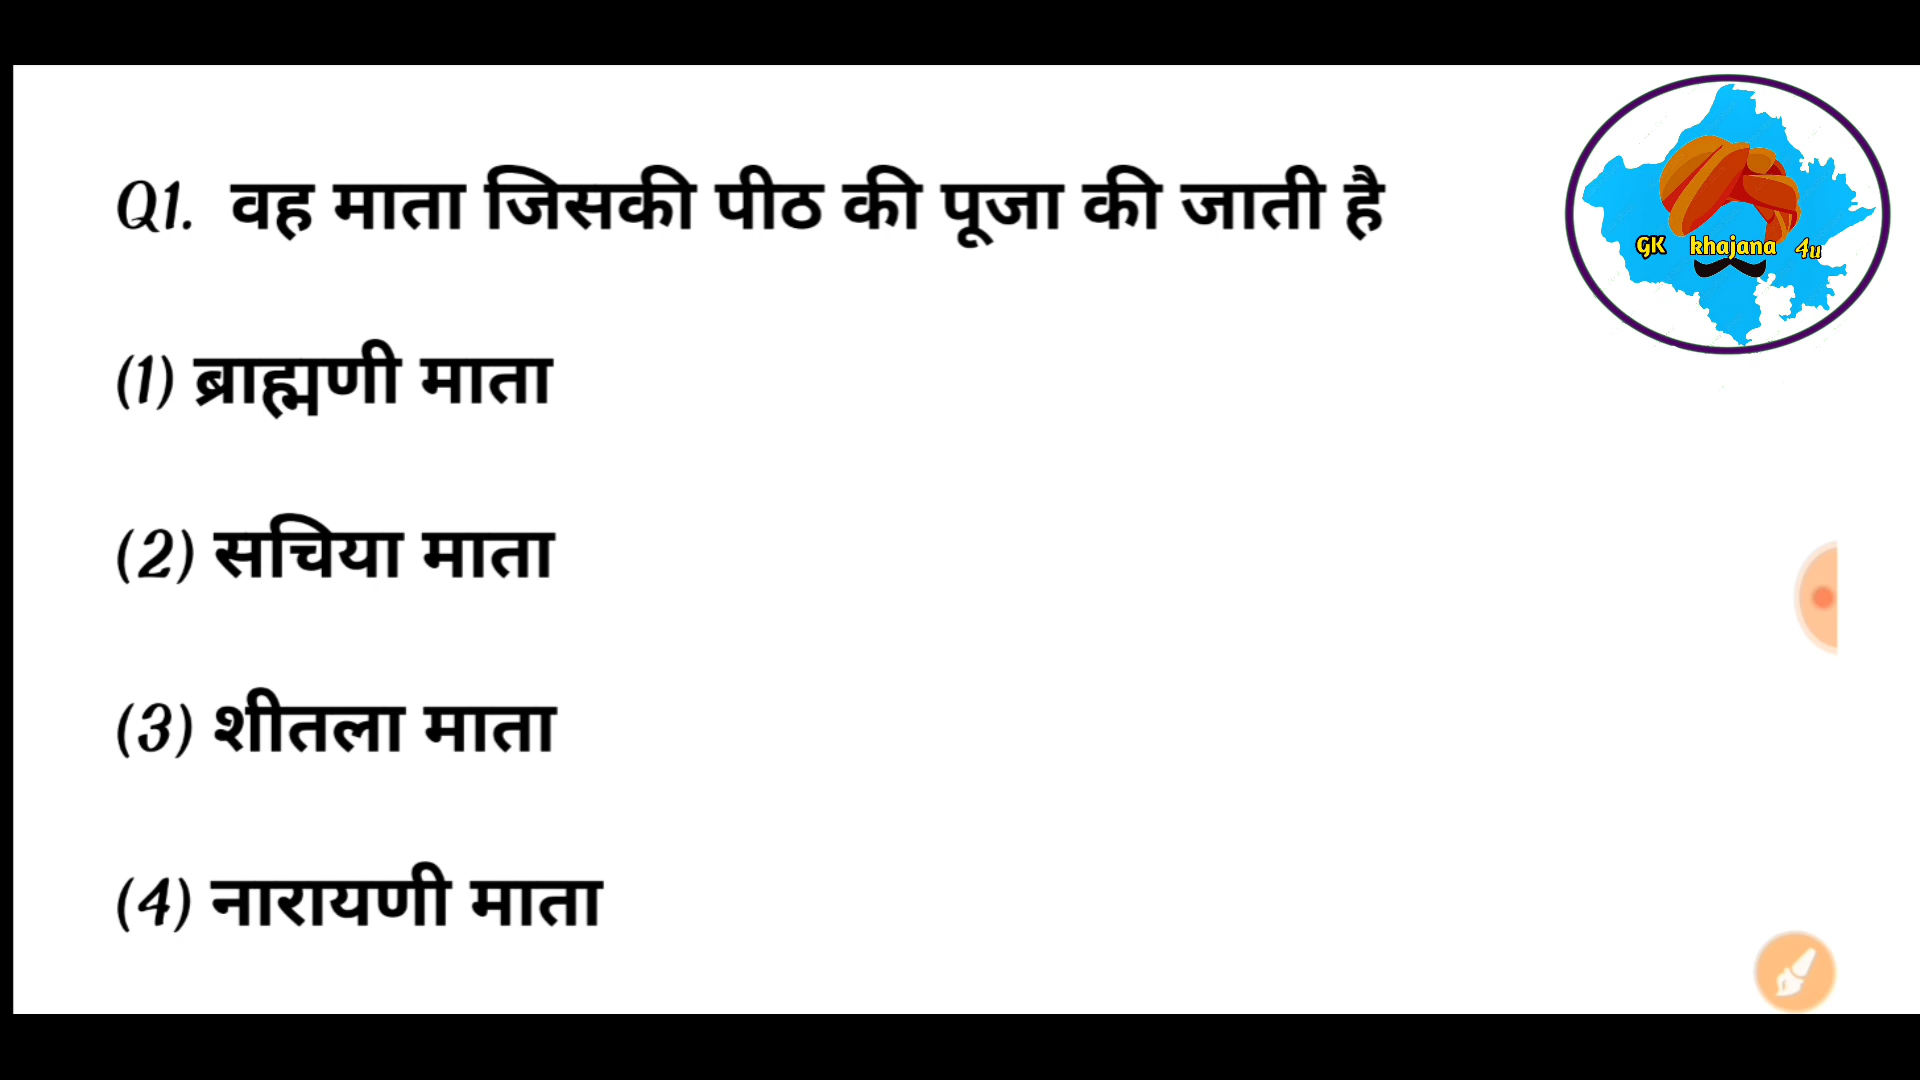 Q1. वह माता जिसकी पीठ की पूजा की जाती है
GK khajana 4u
(1) ब्राह्मणी माता
(2) सचिया माता
(3) शीतला माता
(4) नारायणी माता